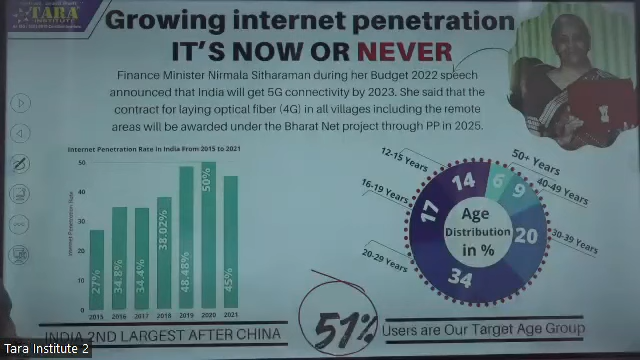 TARA
INSTITUTE
Growing internet penetration
IT'S NOW OR NEVER
Finance Minister Nirmala Sitharaman during her Budget 2022 speech
announced that India will get 5G connectivity by 2023. She said that the
contract for laying optical fiber (4G) in all villages including the remote
areas will be awarded under the Bharat Net project through PP in 2025.
Internet Penetration Rate in India From 2015 to 2021
Internet Penetration Rate
50
40
30
20
10
0
27%
34.8%
34.4%
38.02%
48.48%
50%
45%
2015 2016 2017 2018 2019 2020 2021
12-15 Years
16-19 Years
20-29 Years
50+ Years
40-49 Years
30-39 Years
14
6
9
17
20
34
Age
Distribution
in %
INDIA 2ND LARGEST AFTER CHINA
51%
Users are Our Target Age Group
Tara Institute 2